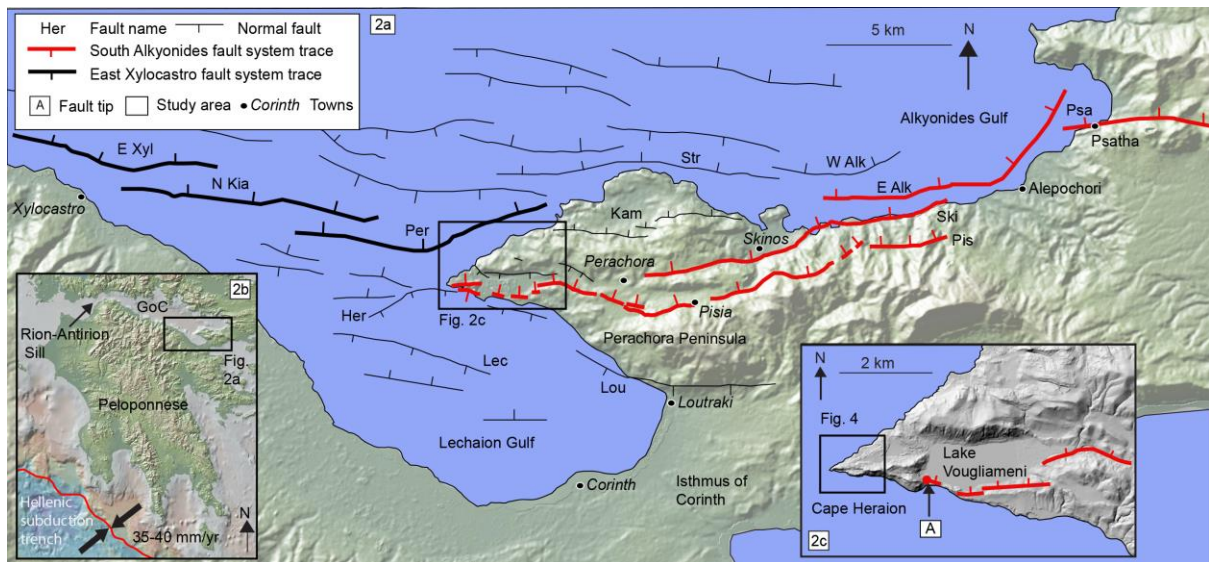 2a
Her Fault name Normal fault
South Alkyonides fault system trace
East Xylocastro fault system trace
A Fault tip Study area Corinth Towns
5 km
N
Alkyonides Gulf
Psa
Psatha
E Xyl
Str
W Alk
N Kia
E Alk
Alepochori
Xylocastro
Kam
Ski
Per
Skinos
Pis
Perachora
2b
GoC
Her
Fig. 2c
Pisia
Rion-Antirion
Sill
Fig.
2a
Perachora Peninsula
Lec
Lou
Peloponnese
Loutraki
Lechaion Gulf
Hellenic
subduction
trench
N
35-40 mm/yr
Corinth
Isthmus of
Corinth
N
2 km
Fig. 4
Lake
Vougliameni
Cape Heraion
A
2c